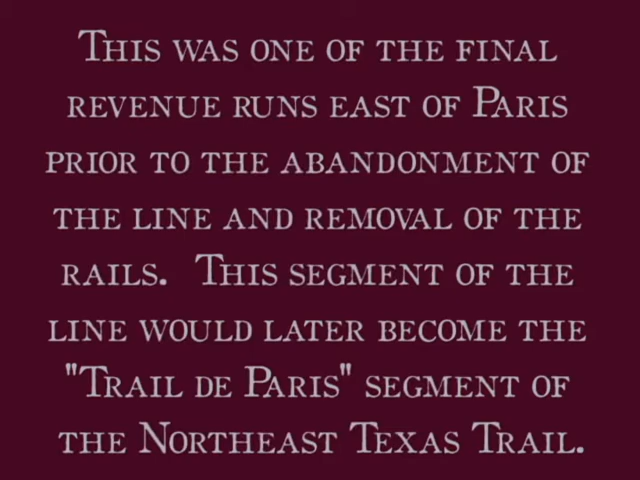 This was one of the final
revenue runs east of Paris
prior to the abandonment of
the line and removal of the
rails. This segment of the
line would later become the
"Trail de Paris" segment of
the Northeast Texas Trail.